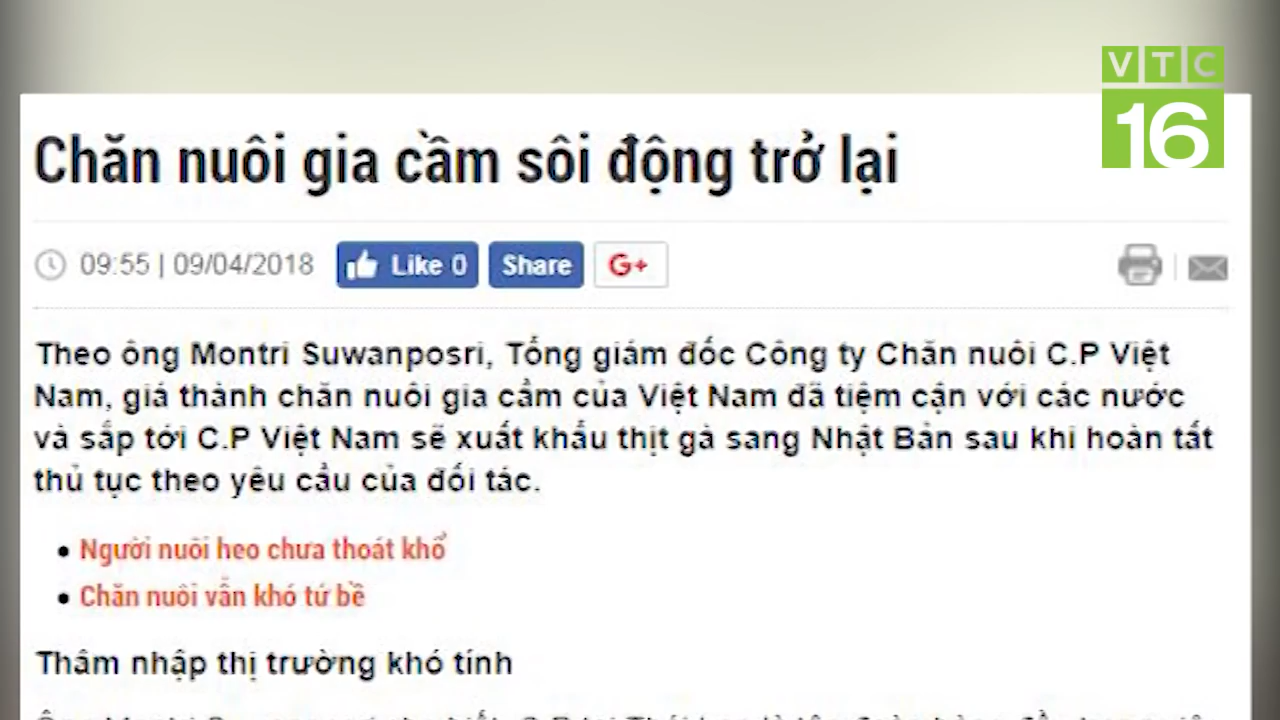 VTC
16
Chăn nuôi gia cầm sôi động trở lại
09:55 | 09/04/2018 Like 0 Share G+
Theo ông Montri Suwanposri, Tổng giám đốc Công ty Chăn nuôi C.P Việt
Nam, giá thành chăn nuôi gia cầm của Việt Nam đã tiệm cận với các nước
và sắp tới C.P Việt Nam sẽ xuất khẩu thịt gà sang Nhật Bản sau khi hoàn tất
thủ tục theo yêu cầu của đối tác.
Người nuôi heo chưa thoát khổ
Chăn nuôi vẫn khó tứ bề
Thâm nhập thị trường khó tính